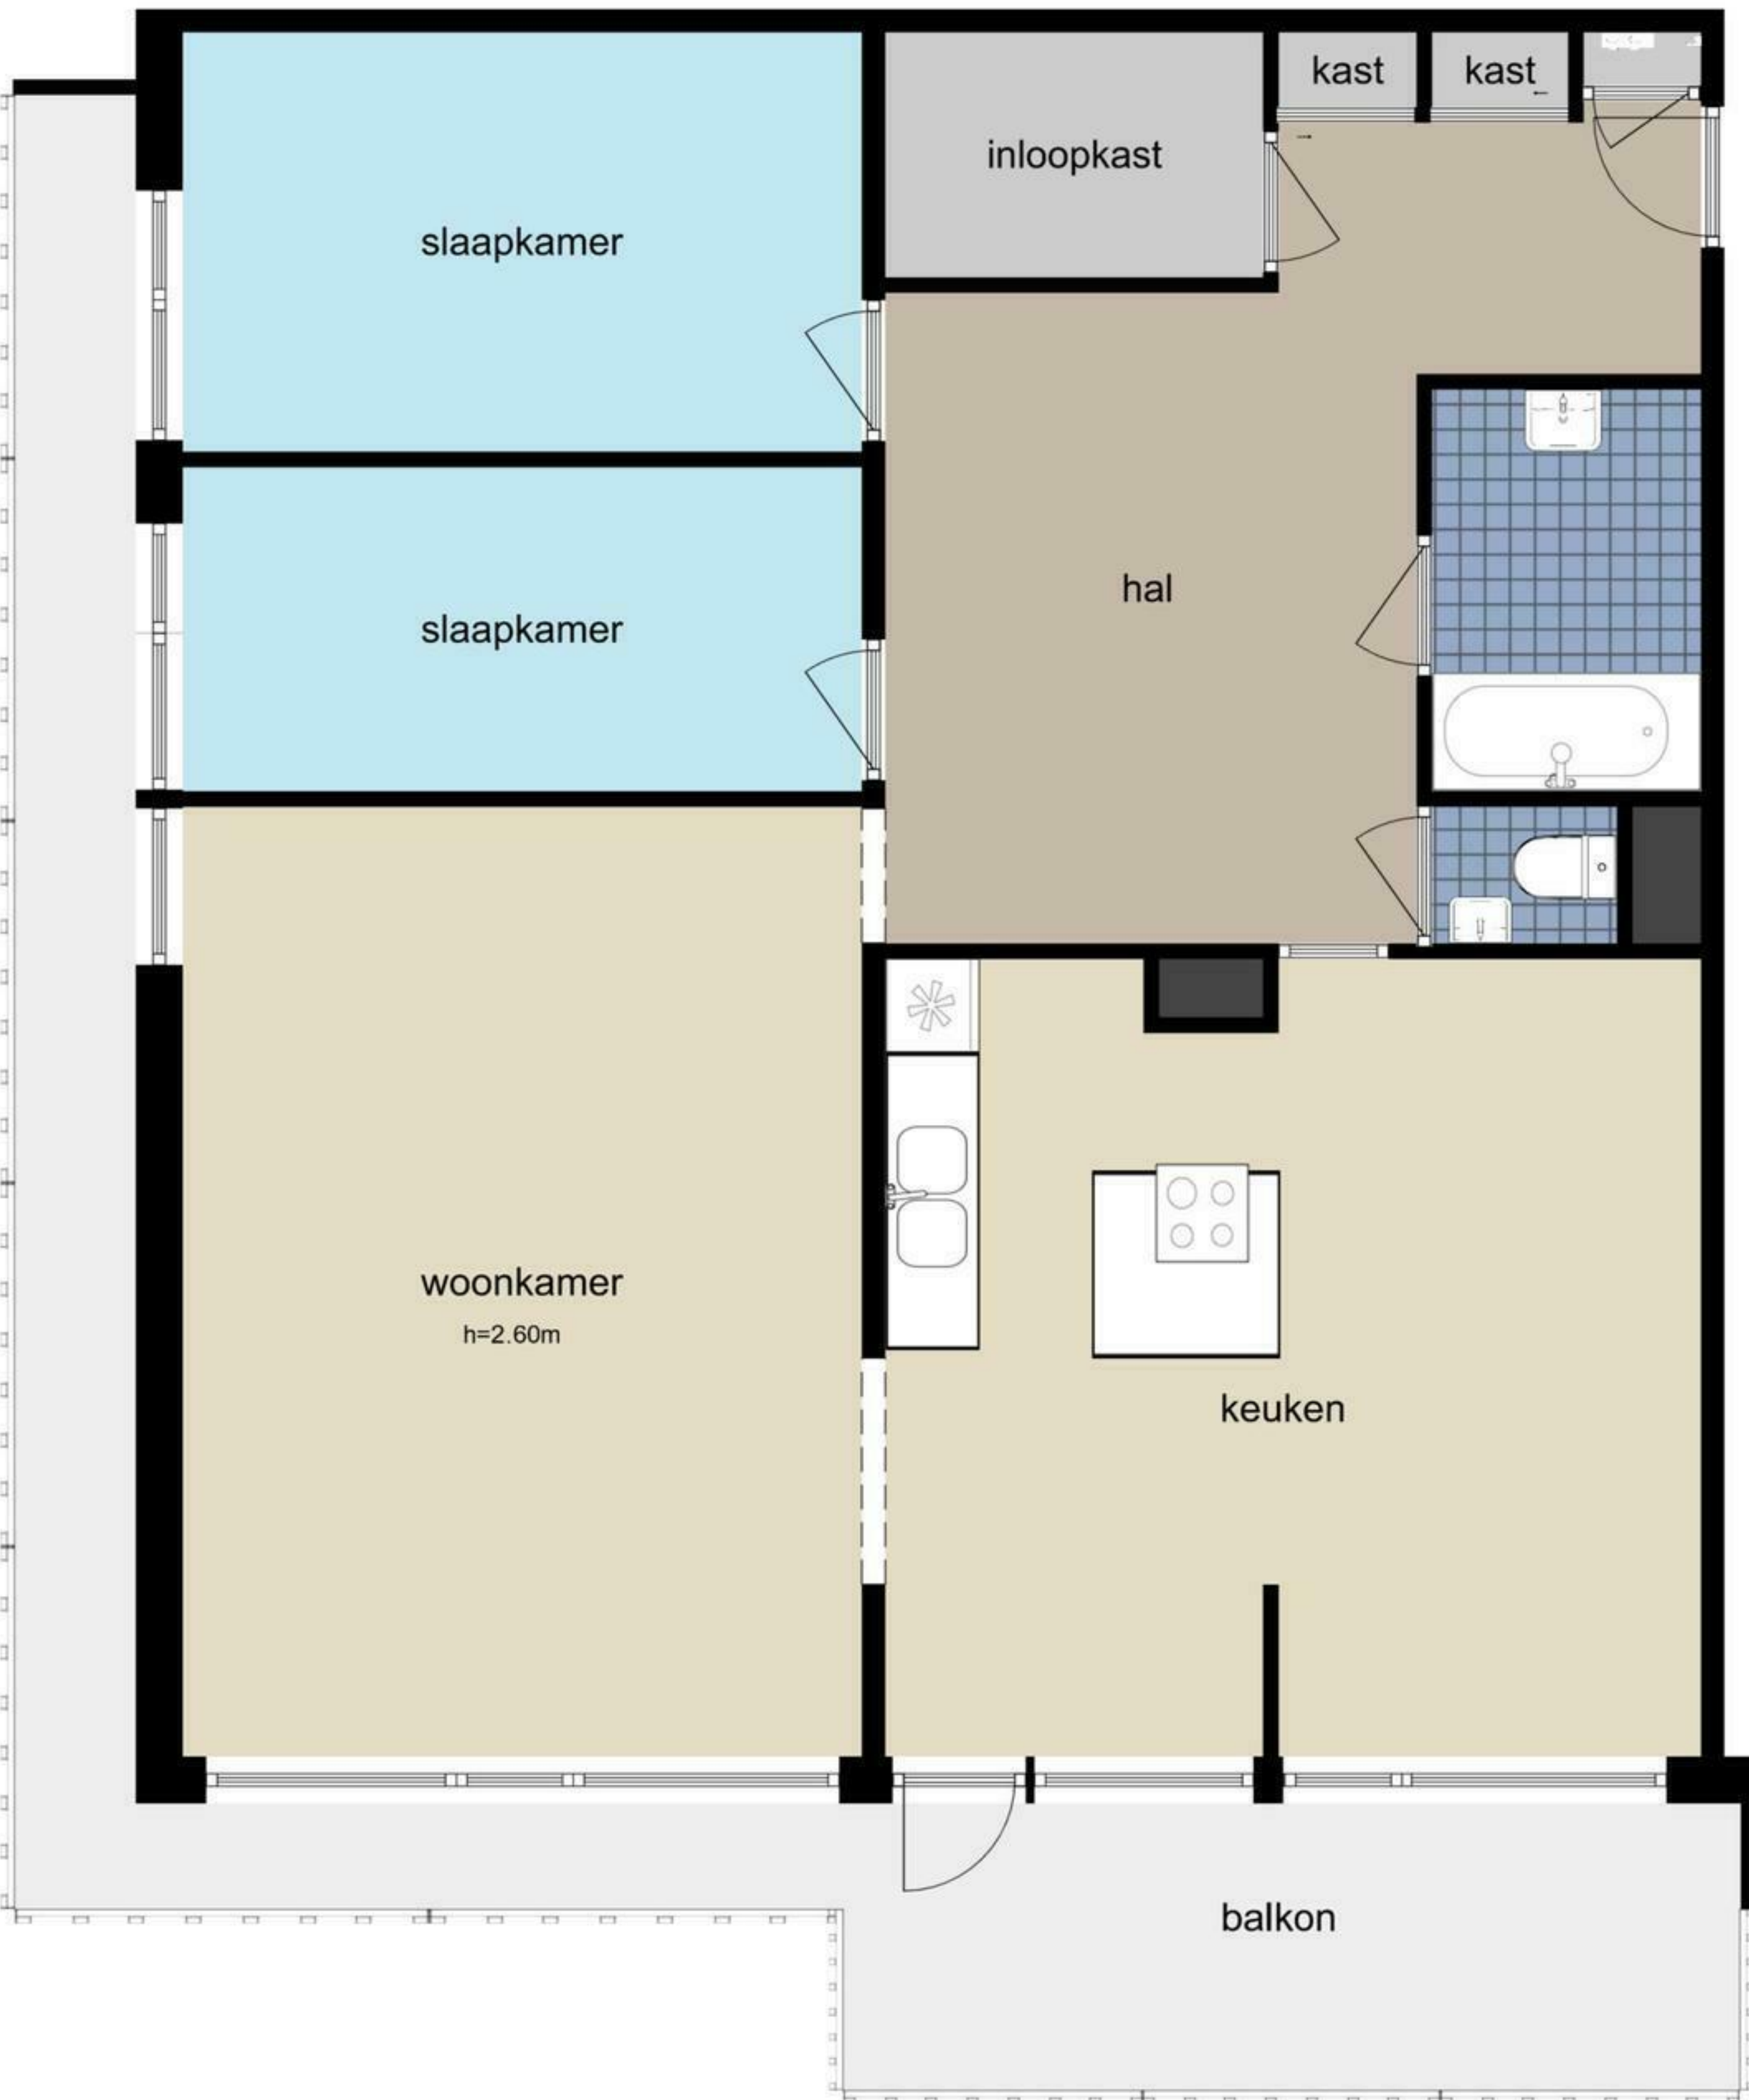 kast
kast
inloopkast
slaapkamer
hal
slaapkamer
woonkamer
h=2.60m
keuken
balkon